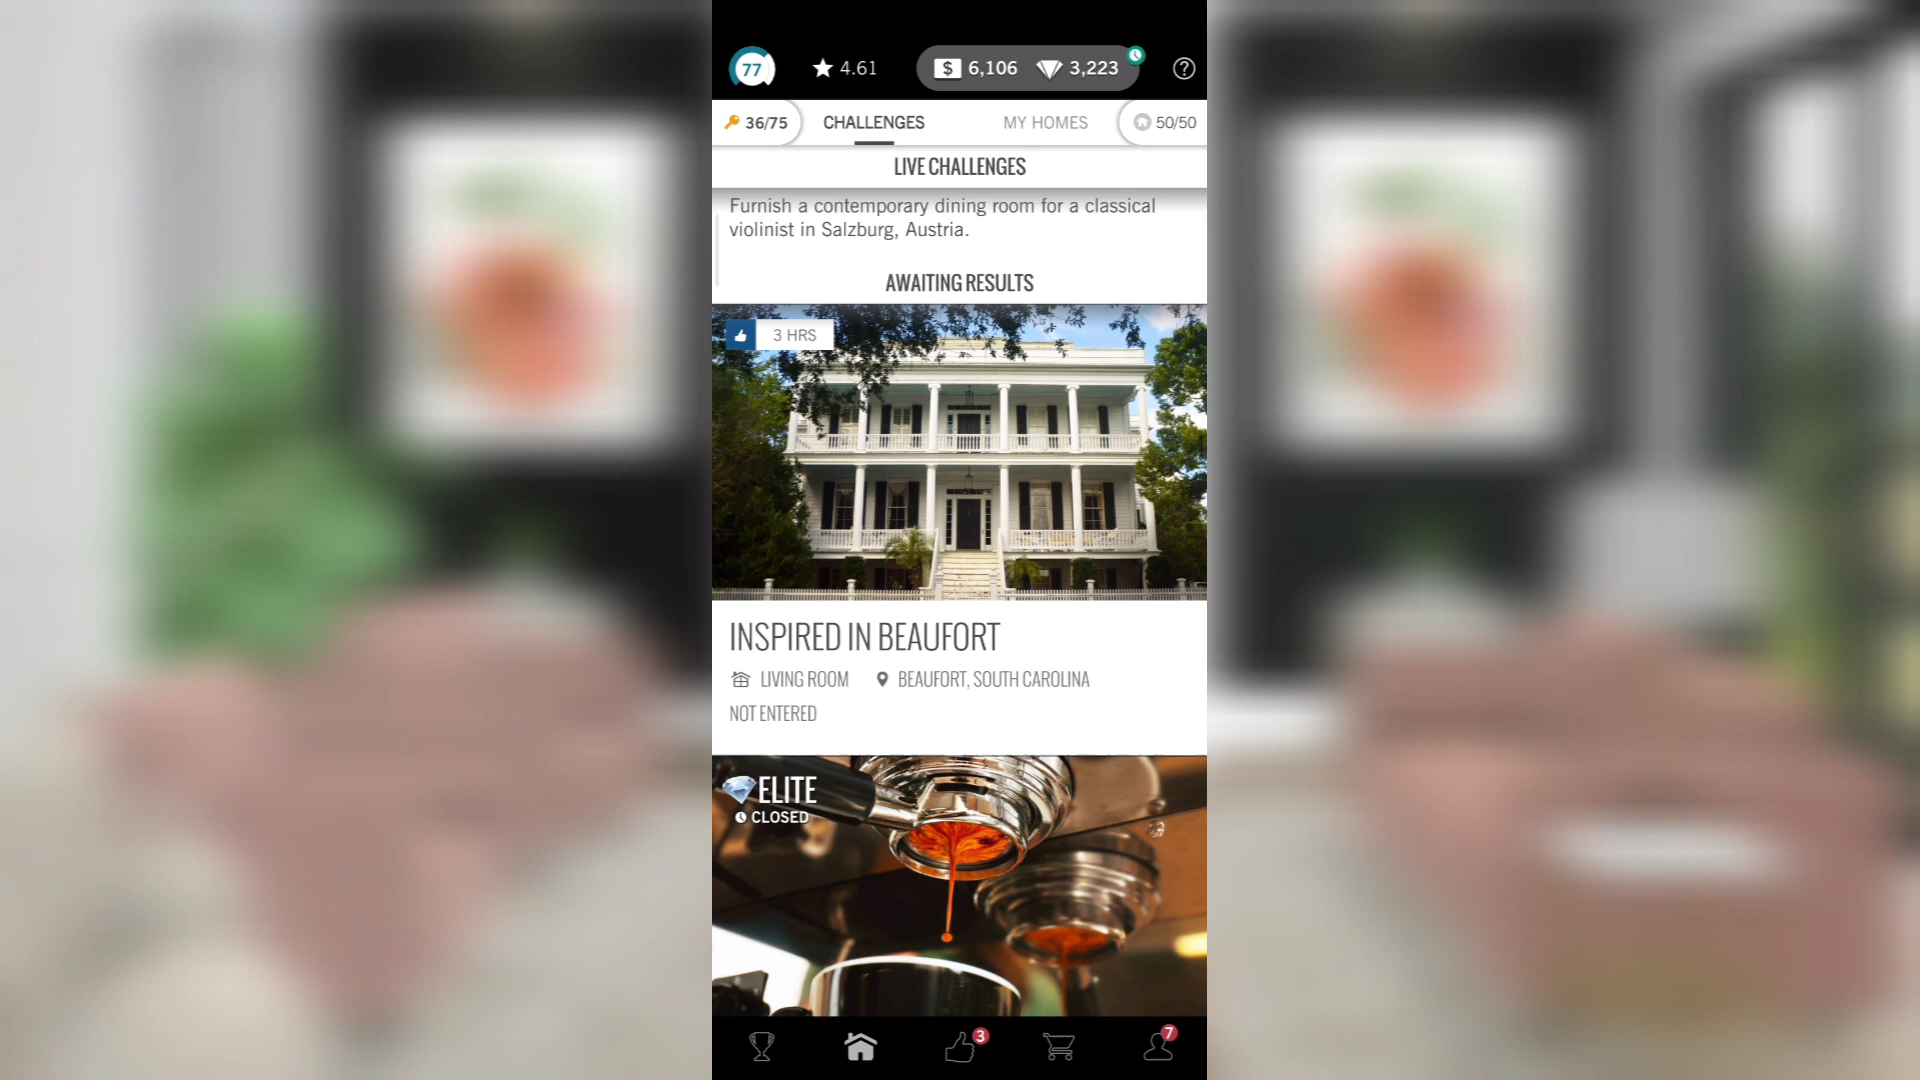 77
4.61
$ 6,106
3,223
?
36/75
CHALLENGES
MY HOMES
50/50
LIVE CHALLENGES
Furnish a contemporary dining room for a classical
violinist in Salzburg, Austria.
AWAITING RESULTS
3 HRS
INSPIRED IN BEAUFORT
LIVING ROOM
BEAUFORT, SOUTH CAROLINA
NOT ENTERED
ELITE
CLOSED
3
7